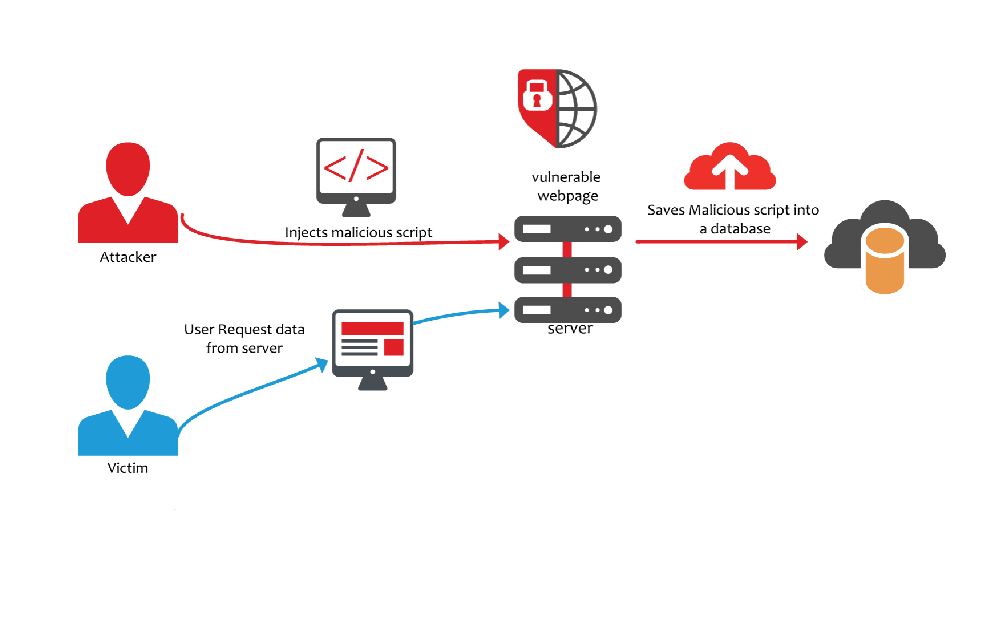 vulnerable
webpage
Saves Malicious script into
a database
</>
Injects malicious script
Attacker
User Request data
from server
server
Victim